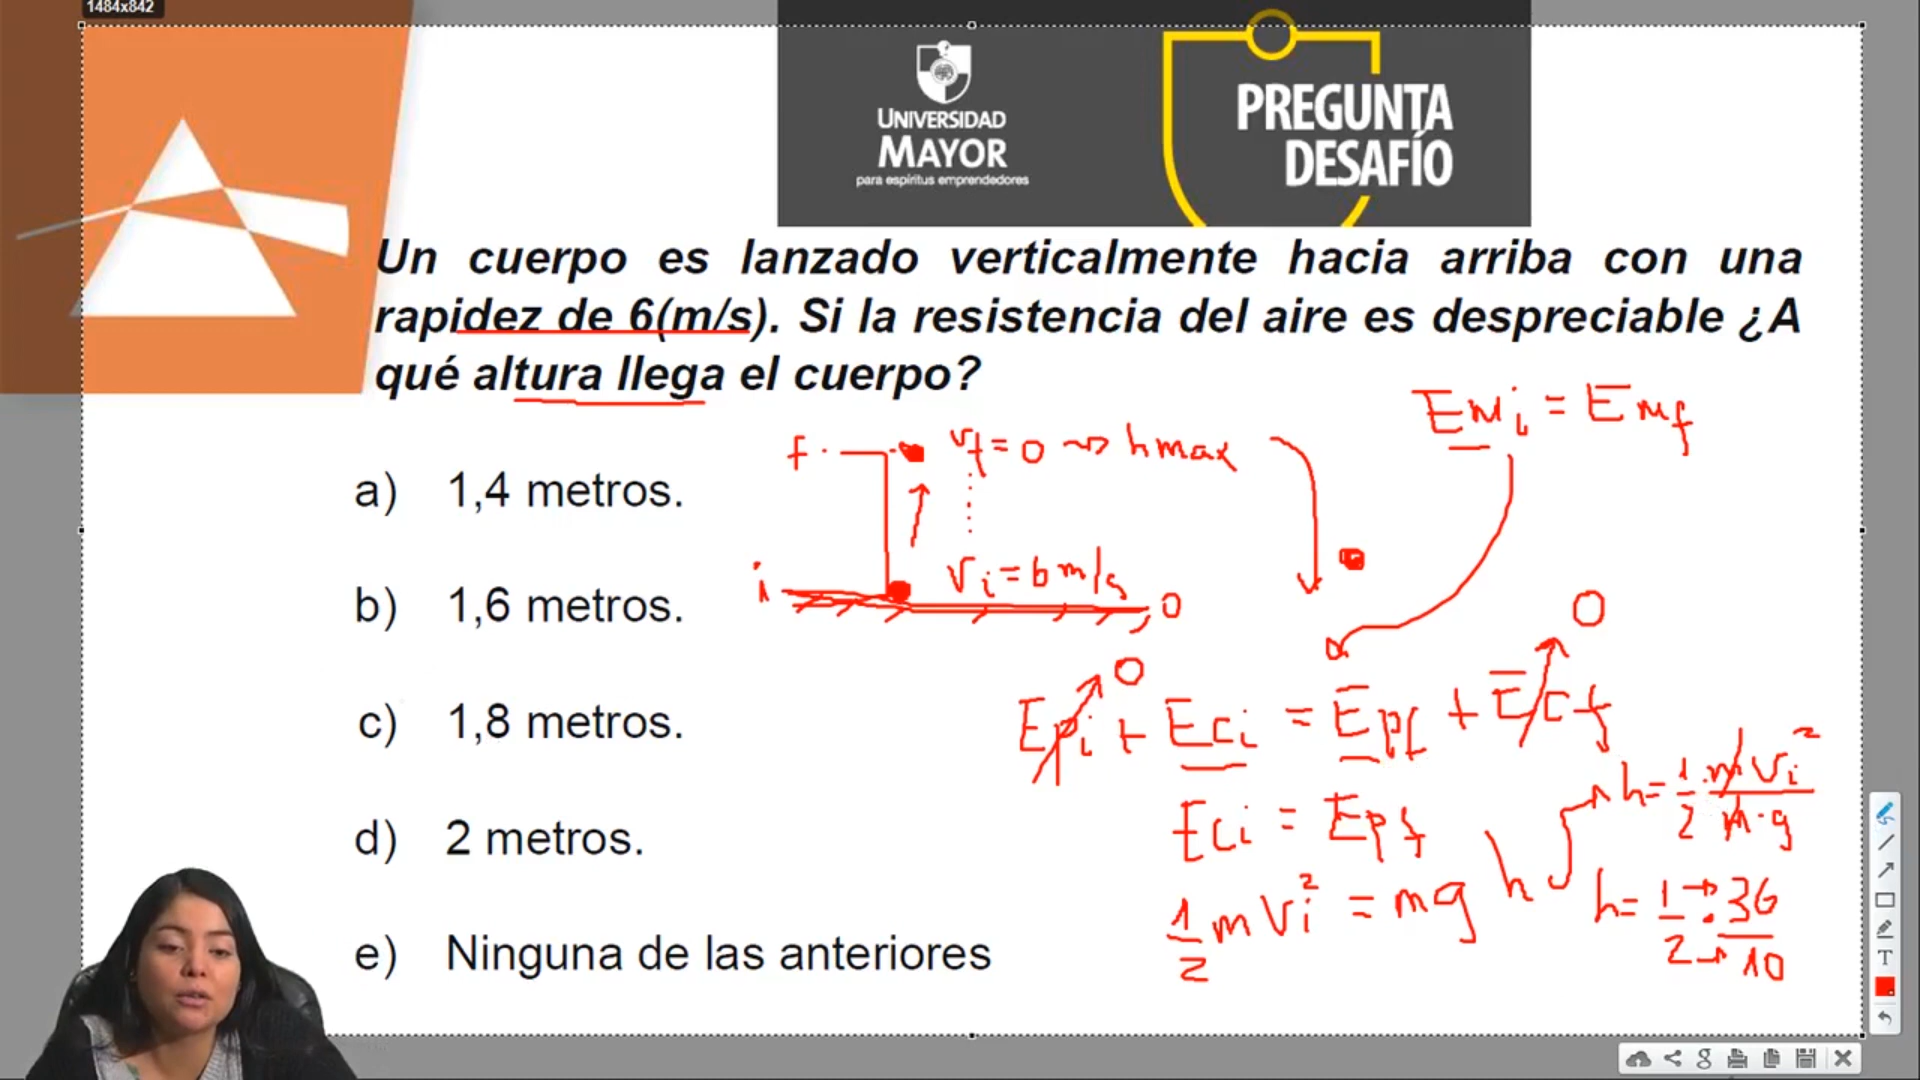 1484x842
UNIVERSIDAD
MAYOR
para espíritus emprendedores
PREGUNTA
DESAFÍO
Un cuerpo es lanzado verticalmente hacia arriba con una
rapidez de 6(m/s). Si la resistencia del aire es despreciable ¿A
qué altura llega el cuerpo?
a) 1,4 metros.
b) 1,6 metros.
c) 1,8 metros.
d) 2 metros.
e) Ninguna de las anteriores
Emi = Emf
f
vf = 0 → hmax
i
vi = 6 m/s
0
0
0
Epi + Eci = Epf + Ecf
Eci = Epf
1/2 m vi² = mg h
h = 1/2 · m vi² / m · g
h = 1/2 · 36/10
T
g